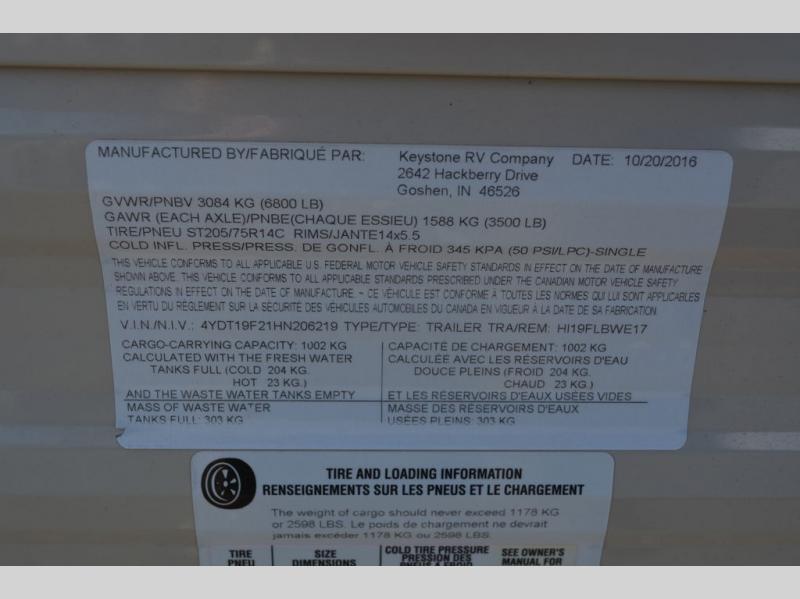 MANUFACTURED BY/FABRIQUÉ PAR: Keystone RV Company DATE: 10/20/2016
2642 Hackberry Drive
Goshen, IN 46526
GVWR/PNBV 3084 KG (6800 LB)
GAWR (EACH AXLE)/PNBE(CHAQUE ESSIEU) 1588 KG (3500 LB)
TIRE/PNEU ST205/75R14C RIMS/JANTE14x5.5
COLD INFL. PRESS/PRESS. DE GONFL. À FROID 345 KPA (50 PSI/LPC)-SINGLE
THIS VEHICLE CONFORMS TO ALL APPLICABLE U.S. FEDERAL MOTOR VEHICLE SAFETY STANDARDS IN EFFECT ON THE DATE OF MANUFACTURE
SHOWN ABOVE. THIS VEHICLE CONFORMS TO ALL APPLICABLE STANDARDS PRESCRIBED UNDER THE CANADIAN MOTOR VEHICLE SAFETY
REGULATIONS IN EFFECT ON THE DATE OF MANUFACTURE. ~ CE VÉHICULE EST CONFORME À TOUTES LES NORMES QUI LUI SONT APPLICABLES
EN VERTU DU RÈGLEMENT SUR LA SÉCURITÉ DES VÉHICULES AUTOMOBILES DU CANADA EN VIGUEUR À LA DATE DE SA FABRICATION.
V.I.N./N.I.V.: 4YDT19F21HN206219 TYPE/TYPE: TRAILER TRA/REM: HI19FLBWE17
CARGO-CARRYING CAPACITY: 1002 KG
CALCULATED WITH THE FRESH WATER
TANKS FULL (COLD 204 KG.
HOT 23 KG.)
AND THE WASTE WATER TANKS EMPTY
MASS OF WASTE WATER
TANKS FULL: 303 KG
CAPACITÉ DE CHARGEMENT: 1002 KG
CALCULÉE AVEC LES RÉSERVOIRS D'EAU
DOUCE PLEINS (FROID 204 KG.
CHAUD 23 KG.)
ET LES RÉSERVOIRS D'EAUX USÉES VIDES
MASSE DES RÉSERVOIRS D'EAUX
USÉES PLEINS: 303 KG
TIRE AND LOADING INFORMATION
RENSEIGNEMENTS SUR LES PNEUS ET LE CHARGEMENT
The weight of cargo should never exceed 1178 KG
or 2598 LBS. Le poids de chargement ne devrait
jamais excéder 1178 KG ou 2598 LBS.
TIRE
PNEU
SIZE
DIMENSIONS
COLD TIRE PRESSURE
PRESSION DES
PNEUS À FROID
SEE OWNER'S
MANUAL FOR